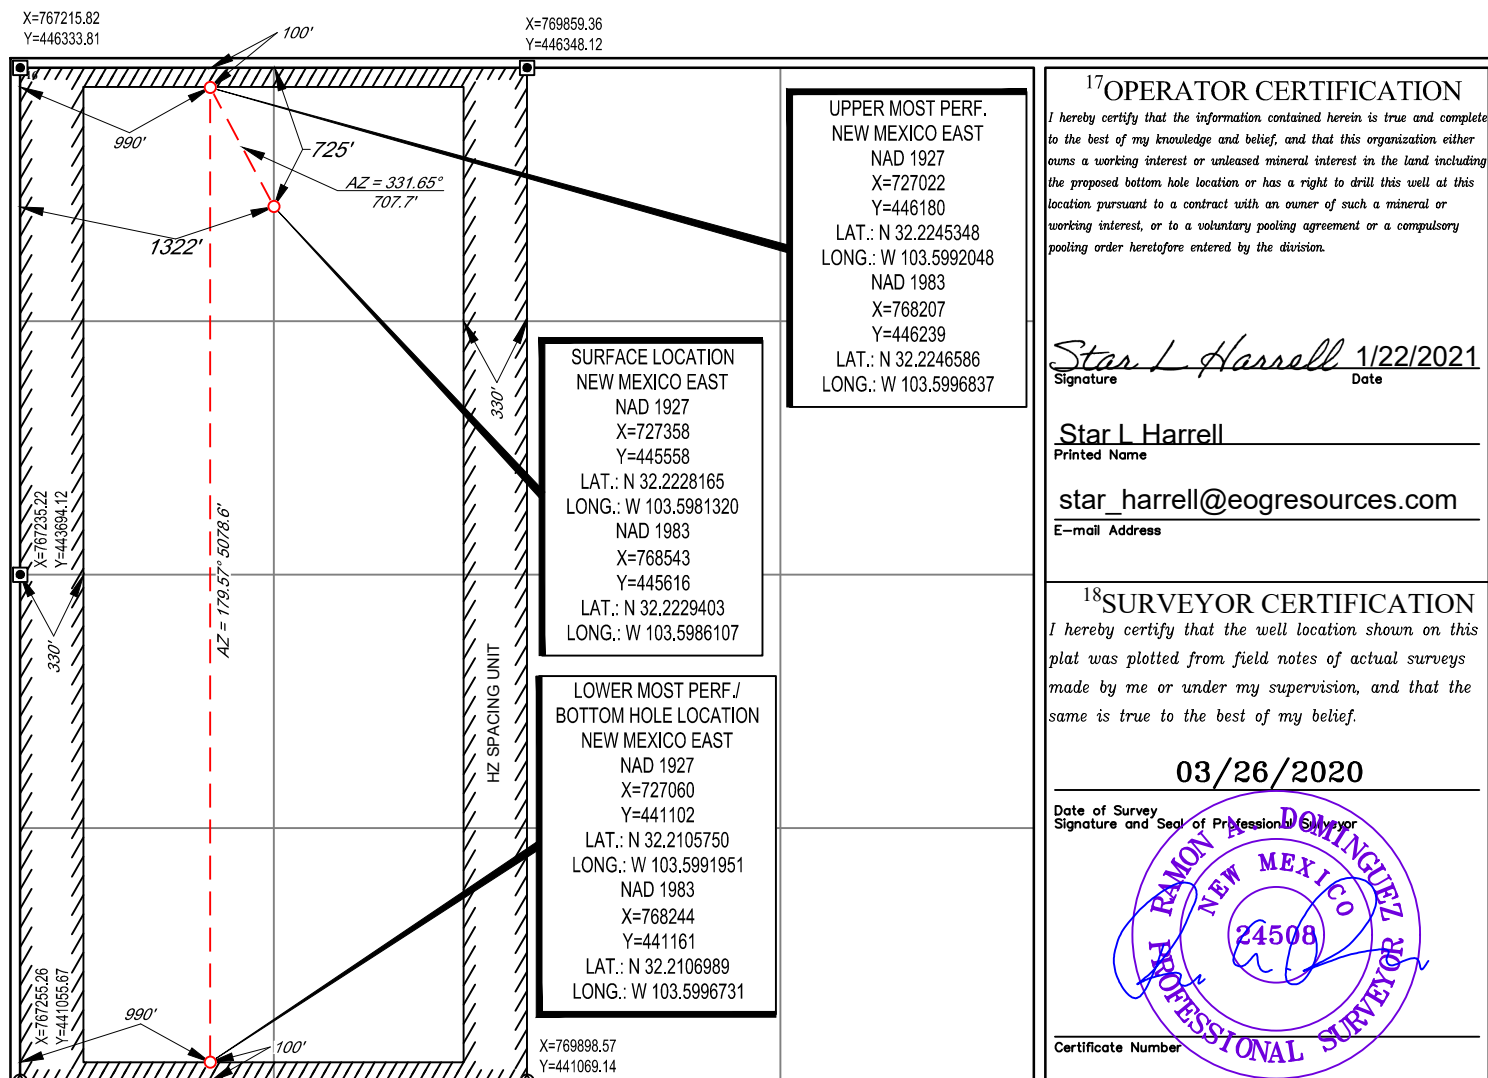 X=767215.82
Y=446333.81
100'
X=769859.36
Y=446348.12
990'
725'
AZ = 331.65°
707.7'
1322'
330'
X=767235.22
Y=443694.12
AZ = 179.57° 5078.6'
330'
HZ SPACING UNIT
X=767255.26
Y=441055.67
990'
100'
X=769898.57
Y=441069.14
UPPER MOST PERF.
NEW MEXICO EAST
NAD 1927
X=727022
Y=446180
LAT.: N 32.2245348
LONG.: W 103.5992048
NAD 1983
X=768207
Y=446239
LAT.: N 32.2246586
LONG.: W 103.5996837
SURFACE LOCATION
NEW MEXICO EAST
NAD 1927
X=727358
Y=445558
LAT.: N 32.2228165
LONG.: W 103.5981320
NAD 1983
X=768543
Y=445616
LAT.: N 32.2229403
LONG.: W 103.5986107
LOWER MOST PERF./
BOTTOM HOLE LOCATION
NEW MEXICO EAST
NAD 1927
X=727060
Y=441102
LAT.: N 32.2105750
LONG.: W 103.5991951
NAD 1983
X=768244
Y=441161
LAT.: N 32.2106989
LONG.: W 103.5996731
17OPERATOR CERTIFICATION
I hereby certify that the information contained herein is true and complete
to the best of my knowledge and belief, and that this organization either
owns a working interest or unleased mineral interest in the land including
the proposed bottom hole location or has a right to drill this well at this
location pursuant to a contract with an owner of such a mineral or
working interest, or to a voluntary pooling agreement or a compulsory
pooling order heretofore entered by the division.
Star L Harrell 1/22/2021
Signature Date
Star L Harrell
Printed Name
star_harrell@eogresources.com
E-mail Address
18SURVEYOR CERTIFICATION
I hereby certify that the well location shown on this
plat was plotted from field notes of actual surveys
made by me or under my supervision, and that the
same is true to the best of my belief.
03/26/2020
Date of Survey
Signature and Seal of Professional Surveyor
RAMON A. DOMINGUEZ
NEW MEXICO
24508
PROFESSIONAL SURVEYOR
Certificate Number